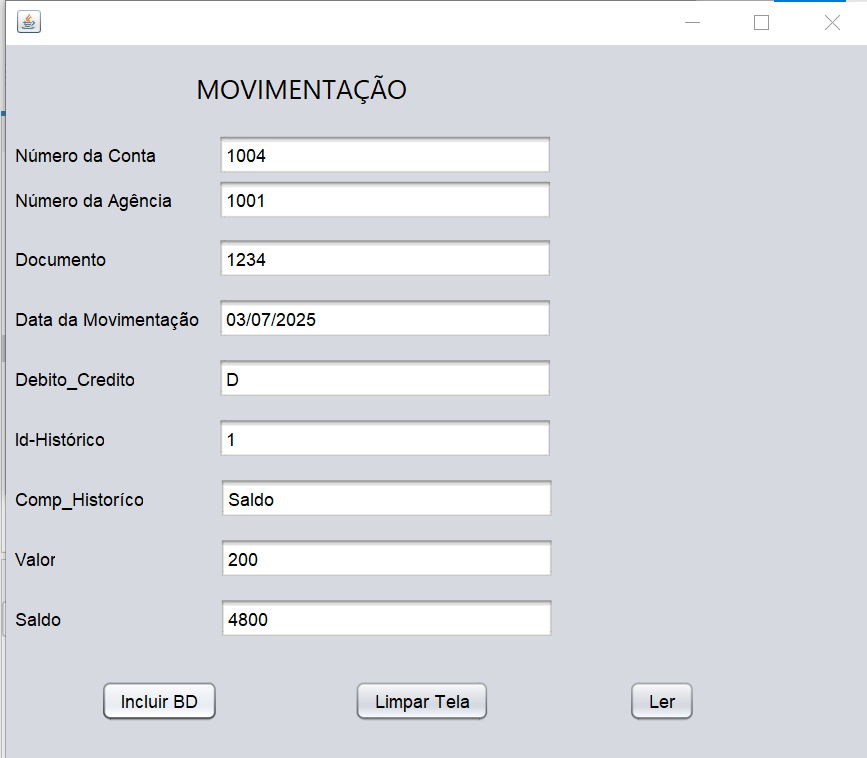 MOVIMENTAÇÃO
Número da Conta 1004
Número da Agência 1001
Documento 1234
Data da Movimentação 03/07/2025
Debito_Credito D
Id-Histórico 1
Comp_Historíco Saldo
Valor 200
Saldo 4800
Incluir BD Limpar Tela Ler